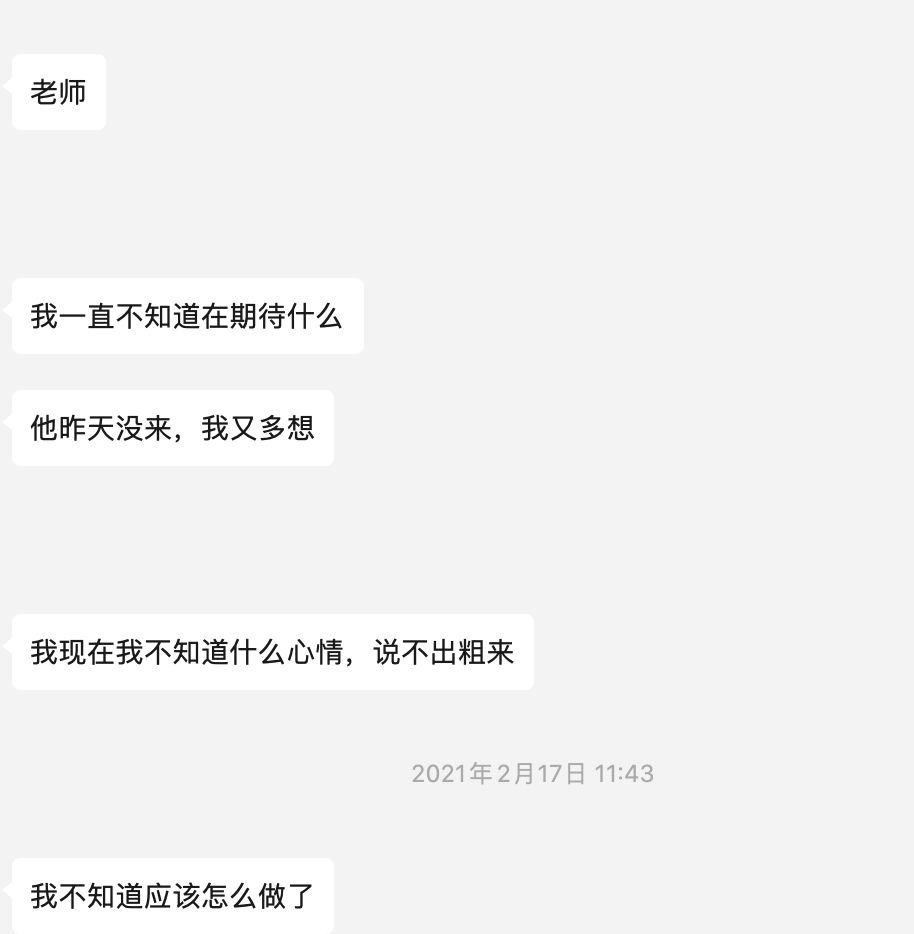 老师
我一直不知道在期待什么
他昨天没来，我又多想
我现在我不知道什么心情，说不出粗来
2021年2月17日 11:43
我不知道应该怎么做了